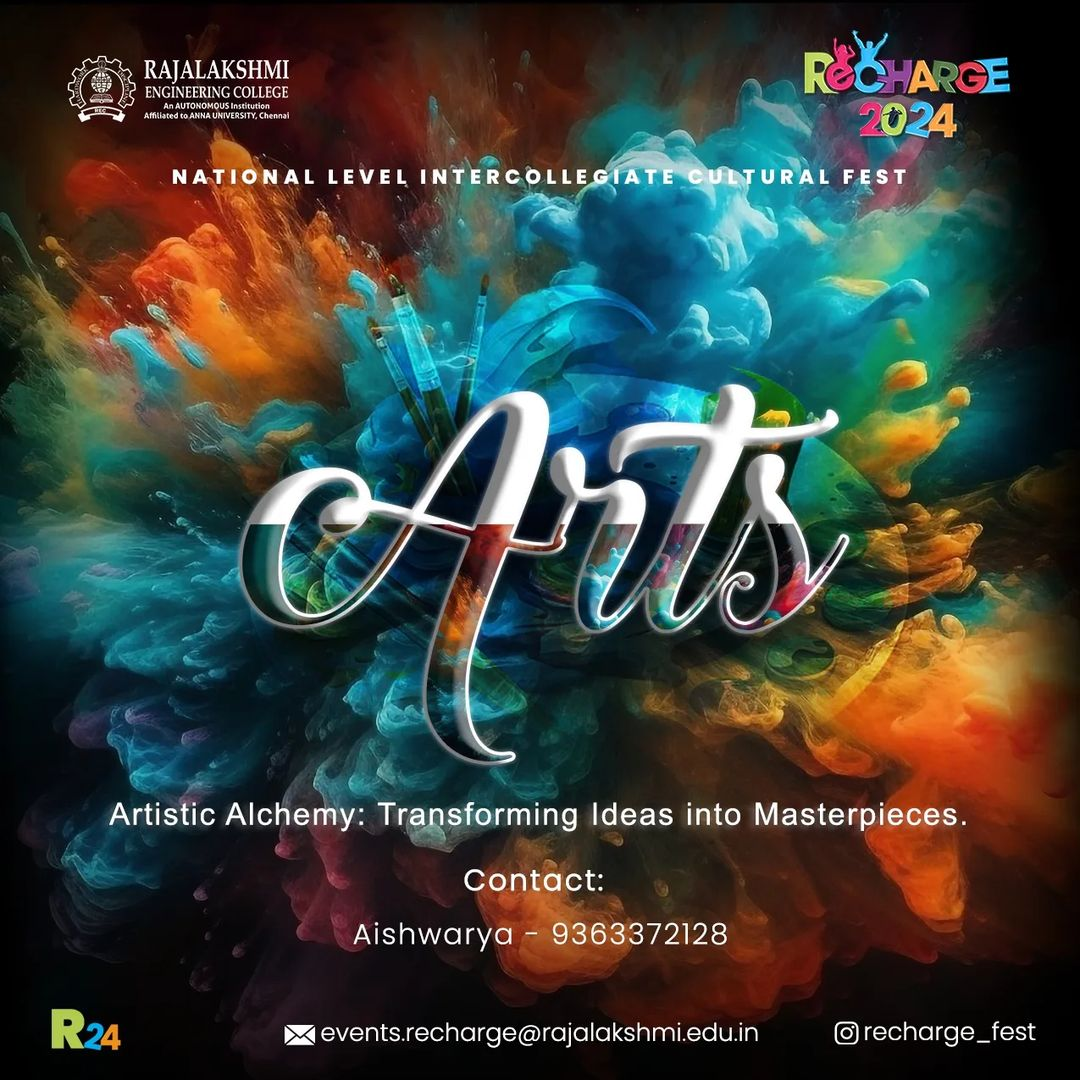 RAJALAKSHMI
ENGINEERING COLLEGE
An AUTONOMOUS Institution
Affiliated to ANNA UNIVERSITY, Chennai
REC
ReCHARGE
2024
NATIONAL LEVEL INTERCOLLEGIATE CULTURAL FEST
Arts
Artistic Alchemy: Transforming Ideas into Masterpieces.
Contact:
Aishwarya - 9363372128
R24
events.recharge@rajalakshmi.edu.in
recharge_fest